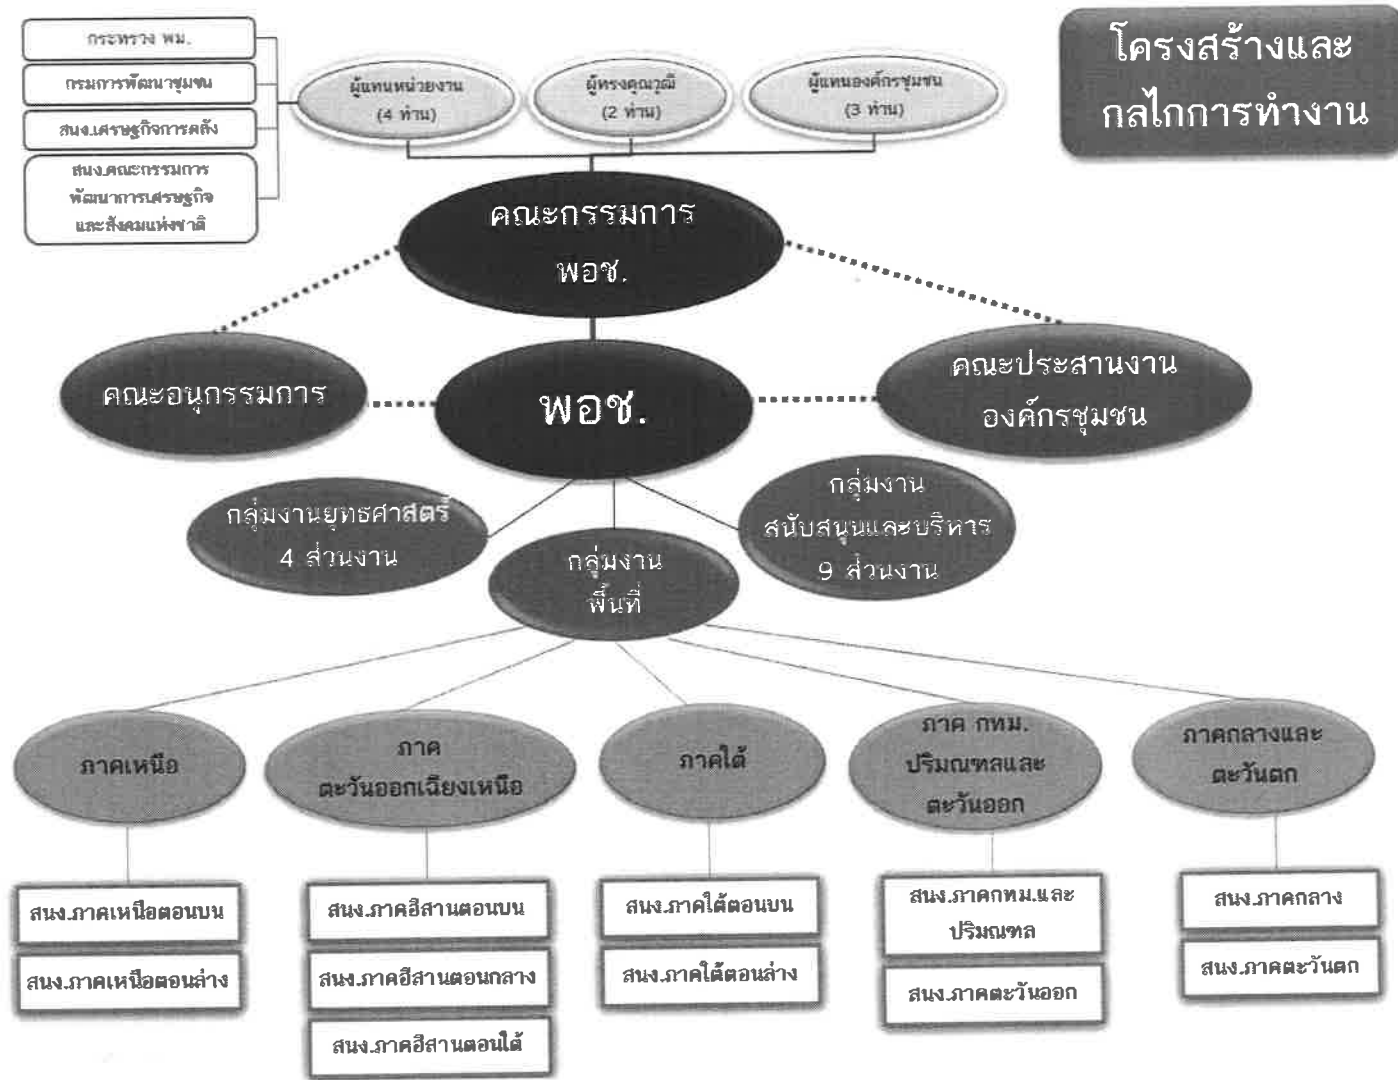 โครงสร้างและ
กลไกการทำงาน
กระทรวง พม.
กรมการพัฒนาชุมชน
สนง.เศรษฐกิจการคลัง
สนง.คณะกรรมการ
พัฒนาการเศรษฐกิจ
และสังคมแห่งชาติ
ผู้แทนหน่วยงาน
(4 ท่าน)
ผู้ทรงคุณวุฒิ
(2 ท่าน)
ผู้แทนองค์กรชุมชน
(3 ท่าน)
คณะกรรมการ
พอช.
คณะอนุกรรมการ
พอช.
คณะประสานงาน
องค์กรชุมชน
กลุ่มงานยุทธศาสตร์
4 ส่วนงาน
กลุ่มงาน
พื้นที่
กลุ่มงาน
สนับสนุนและบริหาร
9 ส่วนงาน
ภาคเหนือ
ภาค
ตะวันออกเฉียงเหนือ
ภาคใต้
ภาค กทม.
ปริมณฑลและ
ตะวันออก
ภาคกลางและ
ตะวันตก
สนง.ภาคเหนือตอนบน
สนง.ภาคเหนือตอนล่าง
สนง.ภาคอีสานตอนบน
สนง.ภาคอีสานตอนกลาง
สนง.ภาคอีสานตอนใต้
สนง.ภาคใต้ตอนบน
สนง.ภาคใต้ตอนล่าง
สนง.ภาคกทม.และ
ปริมณฑล
สนง.ภาคตะวันออก
สนง.ภาคกลาง
สนง.ภาคตะวันตก